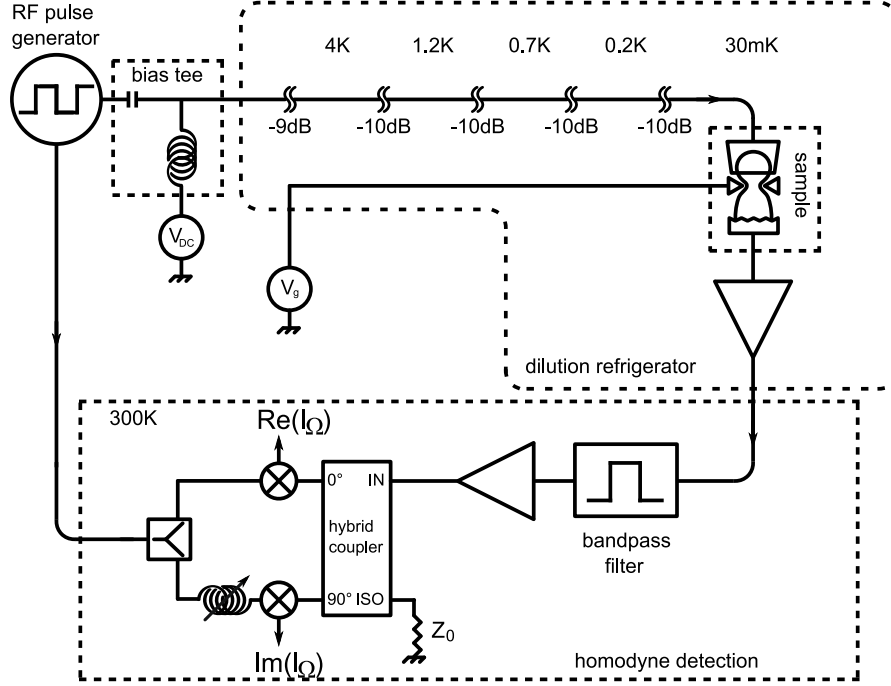 RF pulse
generator
bias tee
4K 1.2K 0.7K 0.2K 30mK
-9dB -10dB -10dB -10dB -10dB
sample
V_DC
V_g
dilution refrigerator
300K
Re(I_Ω)
0° IN
hybrid
coupler
90° ISO
bandpass
filter
Z_0
Im(I_Ω)
homodyne detection